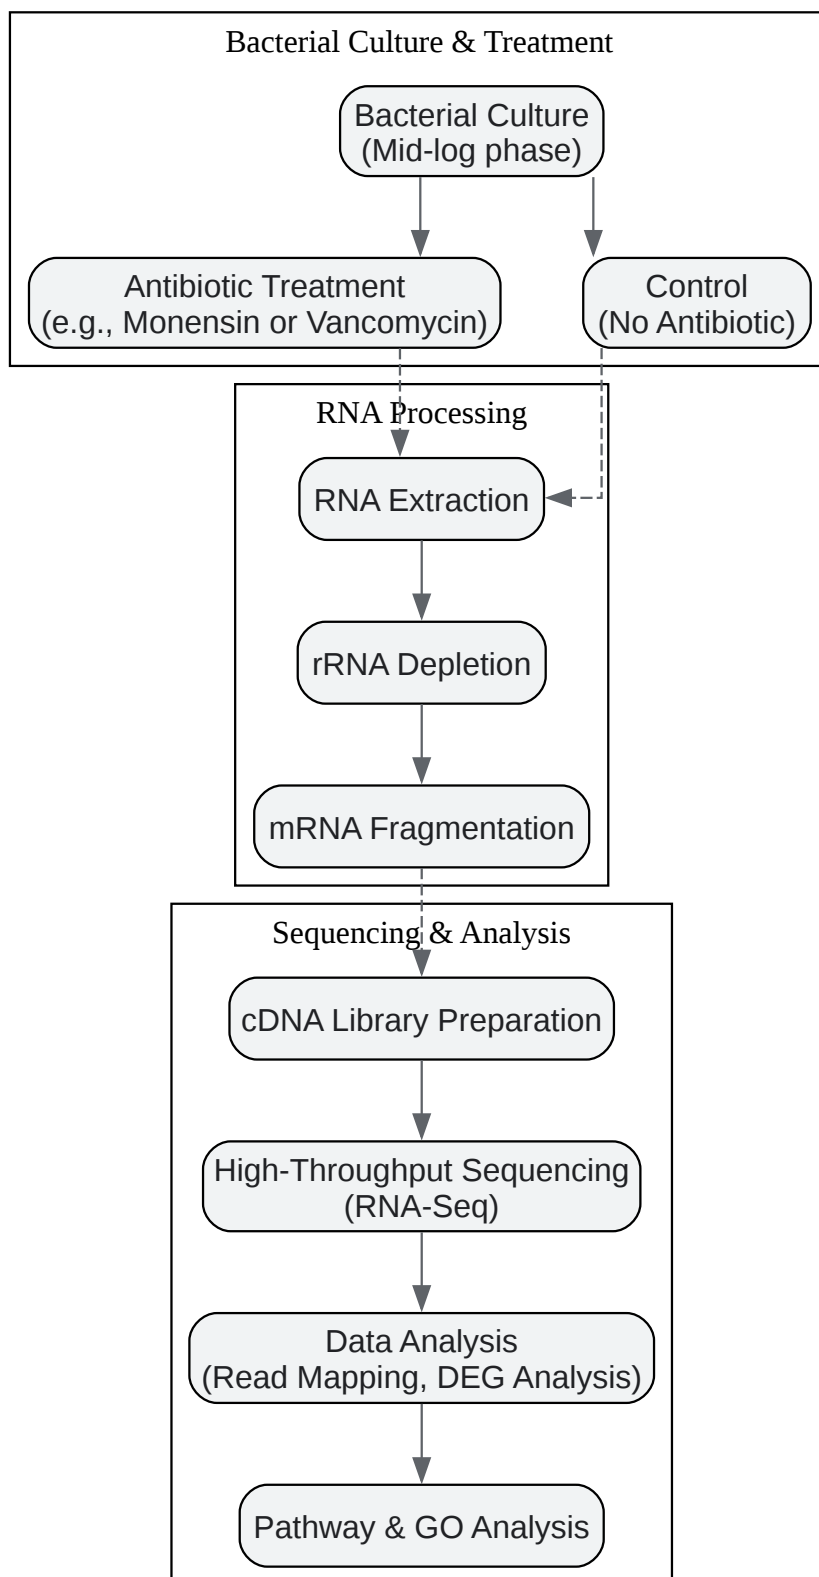 Bacterial Culture & Treatment
Bacterial Culture
(Mid-log phase)
Antibiotic Treatment
(e.g., Monensin or Vancomycin)
Control
(No Antibiotic)
RNA Processing
RNA Extraction
rRNA Depletion
mRNA Fragmentation
Sequencing & Analysis
cDNA Library Preparation
High-Throughput Sequencing
(RNA-Seq)
Data Analysis
(Read Mapping, DEG Analysis)
Pathway & GO Analysis